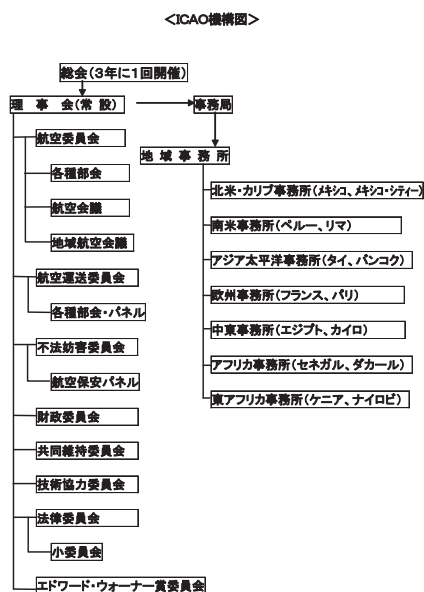 ＜ICAO機構図＞
総会（３年に１回開催）
理　事　会（常　設）
事務局
航空委員会
各種部会
航空会議
地域航空会議
航空運送委員会
各種部会・パネル
不法妨害委員会
航空保安パネル
財政委員会
共同維持委員会
技術協力委員会
法律委員会
小委員会
エドワード・ウォーナー賞委員会
地　域　事　務　所
北米・カリブ事務所（メキシコ、メキシコ・シティー）
南米事務所（ペルー、リマ）
アジア太平洋事務所（タイ、バンコク）
欧州事務所（フランス、パリ）
中東事務所（エジプト、カイロ）
アフリカ事務所（セネガル、ダカール）
東アフリカ事務所（ケニア、ナイロビ）